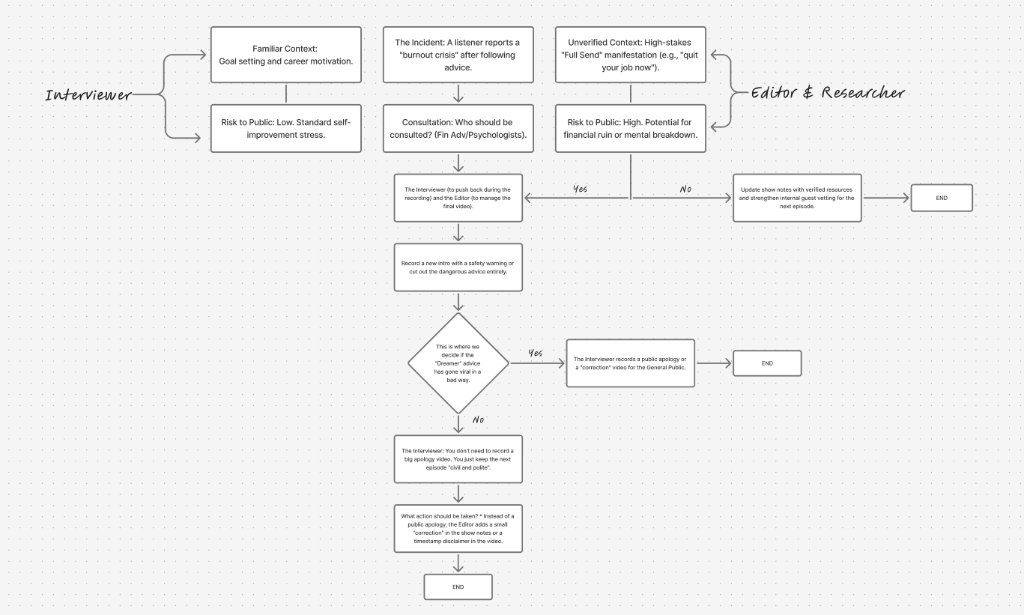 Familiar Context:
Goal setting and career motivation.
The Incident: A listener reports a
"burnout crisis" after following
advice.
Unverified Context: High-stakes
"Full Send" manifestation (e.g., "quit
your job now").
Interviewer
Editor & Researcher
Risk to Public: Low. Standard self-
improvement stress.
Consultation: Who should be
consulted? (Fin Adv/Psychologists).
Risk to Public: High. Potential for
financial ruin or mental breakdown.
The Interviewer (to push back during the
recording) and the Editor (to manage the
final video).
Yes
No
Update show notes with verified resources
and strengthen internal guest vetting for the
next episode.
END
Record a new intro with a safety warning or
cut out the dangerous advice entirely.
This is where we
decide if the
"Dreamer" advice
has gone viral in a
bad way.
Yes
The Interviewer records a public apology or
a "correction" video for the General Public.
END
No
The Interviewer: You don't need to record a
big apology video. You just keep the next
episode "civil and polite".
What action should be taken? * Instead of a
public apology, the Editor adds a small
"correction" in the show notes or a
timestamp disclaimer in the video.
END